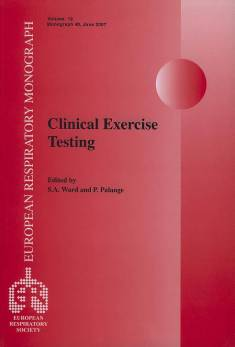 Volume: 12
Monograph 40, June 2007
EUROPEAN RESPIRATORY MONOGRAPH
Clinical Exercise
Testing
Edited by
S.A. Ward and P. Palange
EUROPEAN
RESPIRATORY
SOCIETY